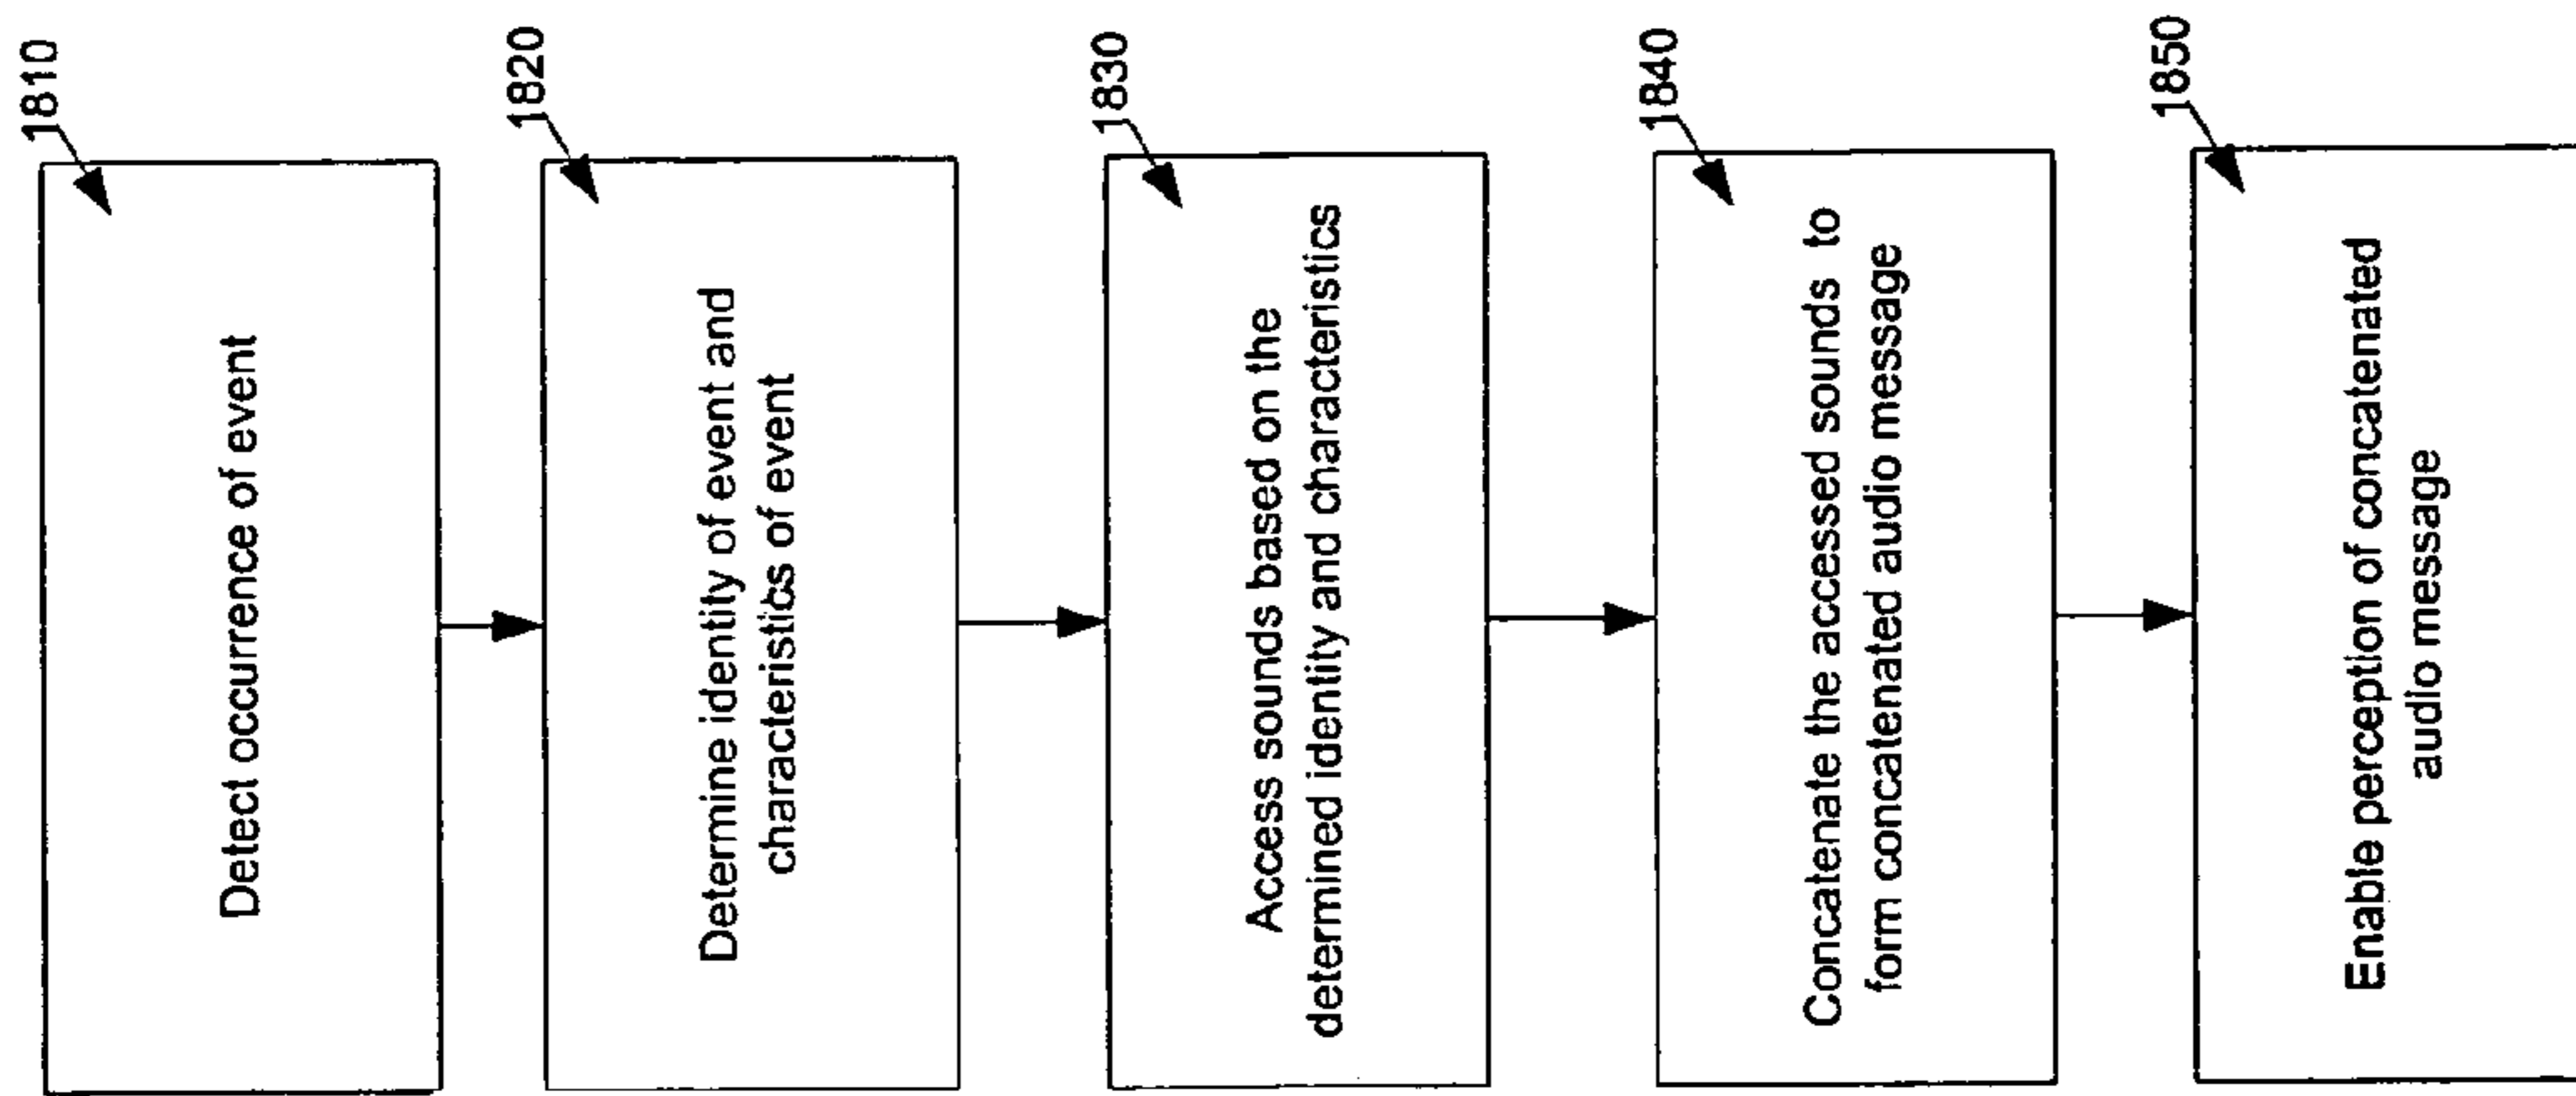 1810
Detect occurrence of event
1820
Determine identity of event and
characteristics of event
1830
Access sounds based on the
determined identity and characteristics
1840
Concatenate the accessed sounds to
form concatenated audio message
1850
Enable perception of concatenated
audio message